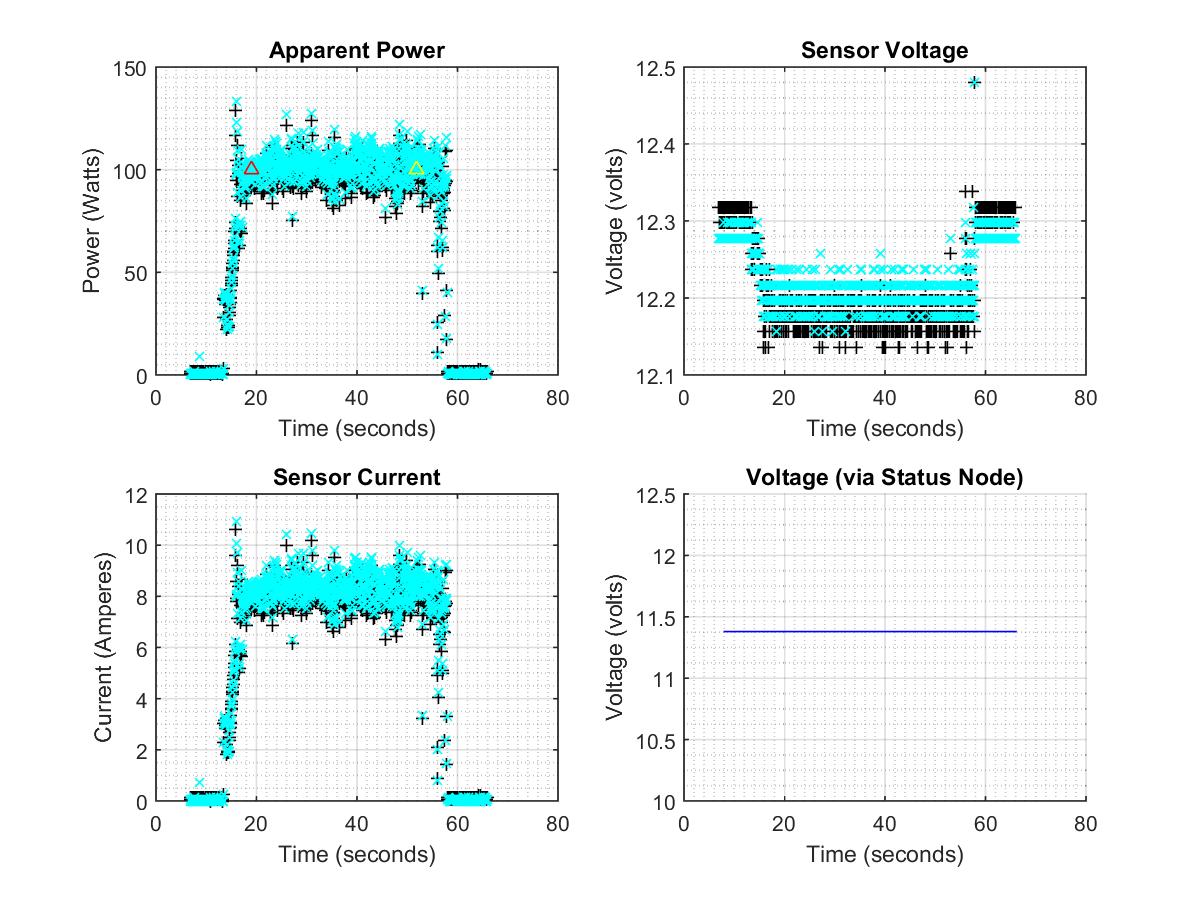 Apparent Power
150
100
50
0
0 20 40 60 80
Power (Watts)
Time (seconds)
Sensor Voltage
12.5
12.4
12.3
12.2
12.1
0 20 40 60 80
Voltage (volts)
Time (seconds)
Sensor Current
12
10
8
6
4
2
0
0 20 40 60 80
Current (Amperes)
Time (seconds)
Voltage (via Status Node)
12.5
12
11.5
11
10.5
10
0 20 40 60 80
Voltage (volts)
Time (seconds)